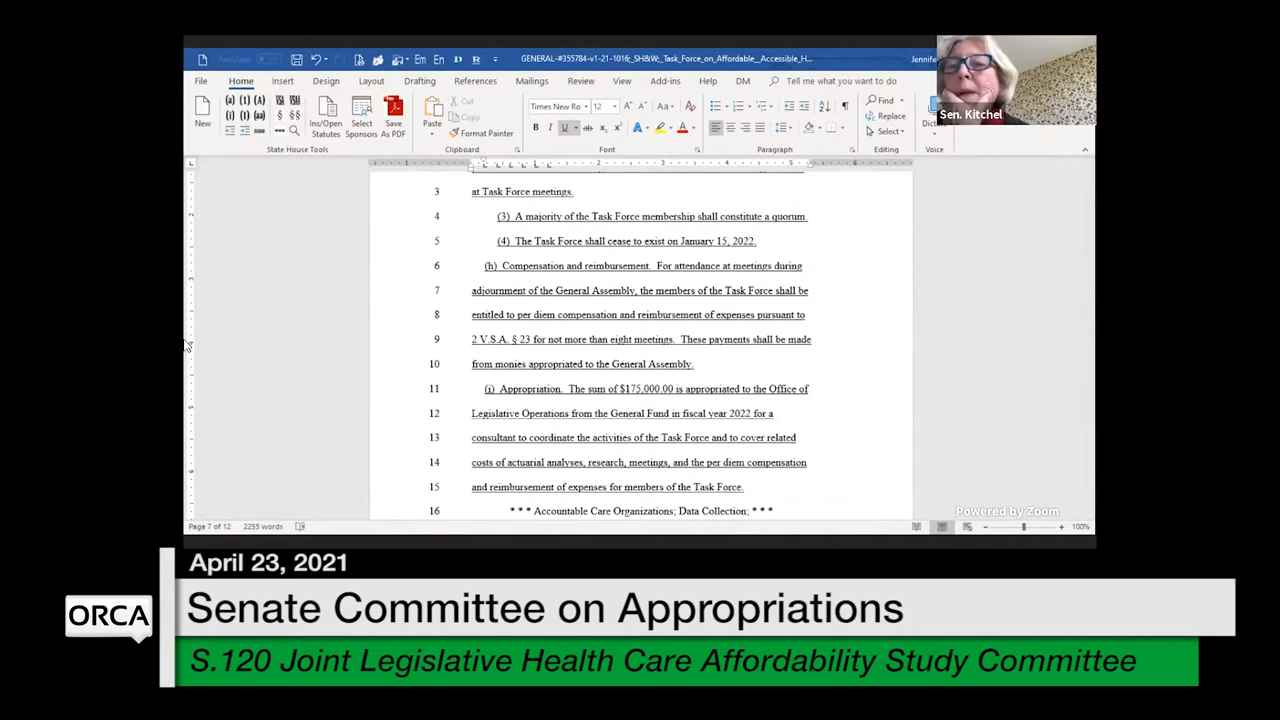 GENERAL-#355784-v1-21-1016;_SH&W;_Task_Force_on_Affordable,_Accessible_H...
File Home Insert Design Layout Drafting References Mailings Review View Add-ins Help DM Tell me what you want to do
New
Ins/Om Statutes
Select Sponsors
Save As PDF
Paste
Cut
Copy
Format Painter
Times New Ro 12
Find
Replace
Select
State House Tools Clipboard Font Paragraph Editing Voice
Sen. Kitchel
3 at Task Force meetings.
4 (3) A majority of the Task Force membership shall constitute a quorum.
5 (4) The Task Force shall cease to exist on January 15, 2022.
6 (h) Compensation and reimbursement. For attendance at meetings during
7 adjournment of the General Assembly, the members of the Task Force shall be
8 entitled to per diem compensation and reimbursement of expenses pursuant to
9 2 V.S.A. § 23 for not more than eight meetings. These payments shall be made
10 from monies appropriated to the General Assembly.
11 (i) Appropriation. The sum of $175,000.00 is appropriated to the Office of
12 Legislative Operations from the General Fund in fiscal year 2022 for a
13 consultant to coordinate the activities of the Task Force and to cover related
14 costs of actuarial analyses, research, meetings, and the per diem compensation
15 and reimbursement of expenses for members of the Task Force.
16 * * * Accountable Care Organizations; Data Collection; * * *
Powered by Zoom
Page 7 of 12 2255 words 100%
April 23, 2021
ORCA
Senate Committee on Appropriations
S.120 Joint Legislative Health Care Affordability Study Committee